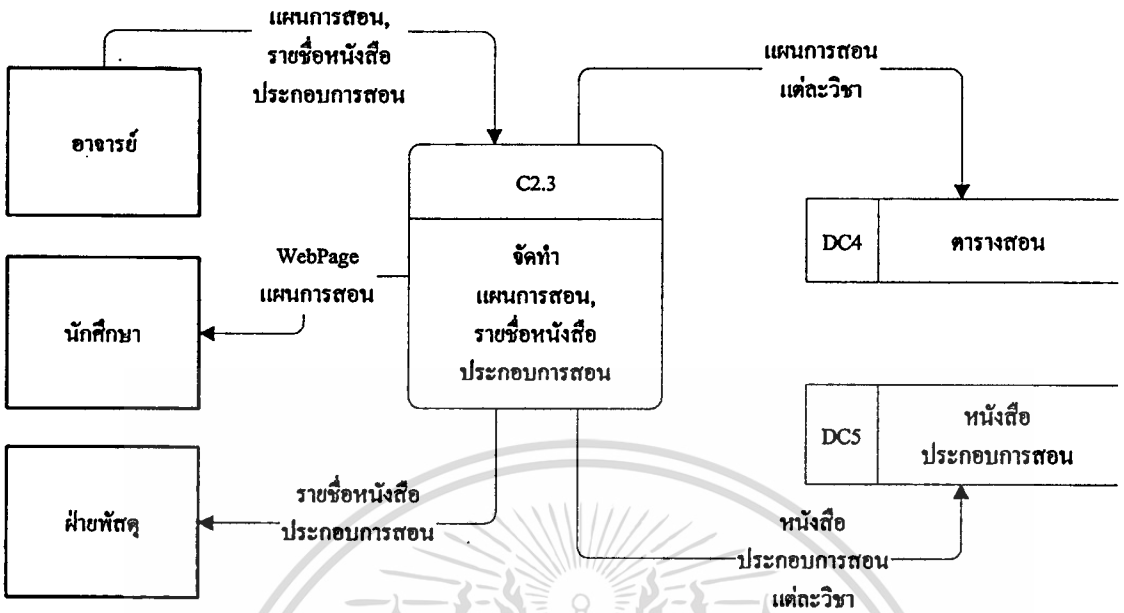 แผนการสอน,
รายชื่อหนังสือ
ประกอบการสอน
แผนการสอน
แต่ละวิชา
อาจารย์
C2.3
DC4
ตารางสอน
WebPage
แผนการสอน
จัดทำ
แผนการสอน,
รายชื่อหนังสือ
ประกอบการสอน
นักศึกษา
DC5
หนังสือ
ประกอบการสอน
ฝ่ายพัสดุ
รายชื่อหนังสือ
ประกอบการสอน
หนังสือ
ประกอบการสอน
แต่ละวิชา